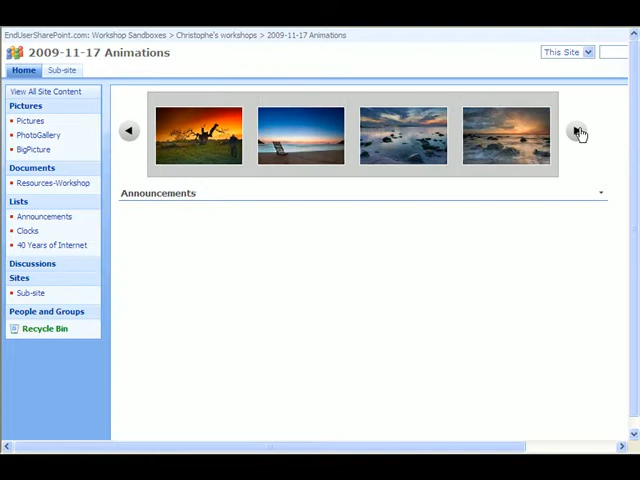 EndUserSharePoint.com: Workshop Sandboxes > Christophe's workshops > 2009-11-17 Animations
2009-11-17 Animations
This Site
Home
Sub-site
View All Site Content
Pictures
Pictures
PhotoGallery
BigPicture
Documents
Resources-Workshop
Lists
Announcements
Clocks
40 Years of Internet
Discussions
Sites
Sub-site
People and Groups
Recycle Bin
Announcements